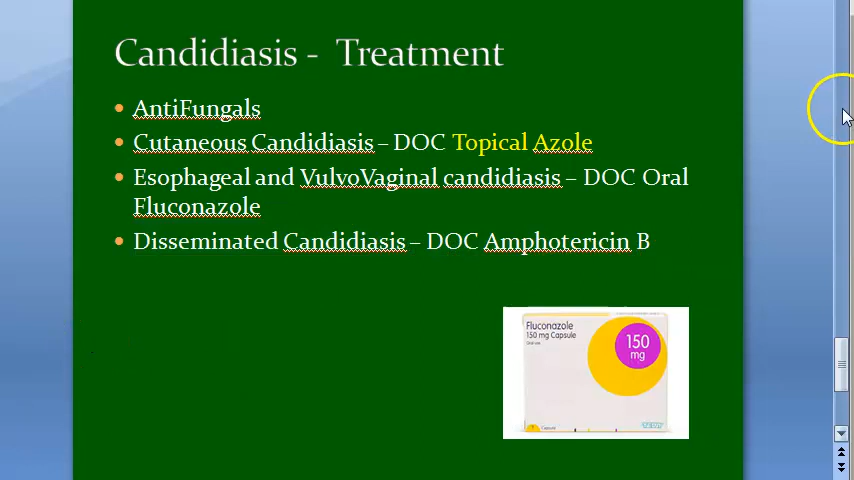 Candidiasis - Treatment
AntiFungals
Cutaneous Candidiasis – DOC Topical Azole
Esophageal and VulvoVaginal candidiasis – DOC Oral
Fluconazole
Disseminated Candidiasis – DOC Amphotericin B
Fluconazole
150 mg Capsule
150
mg